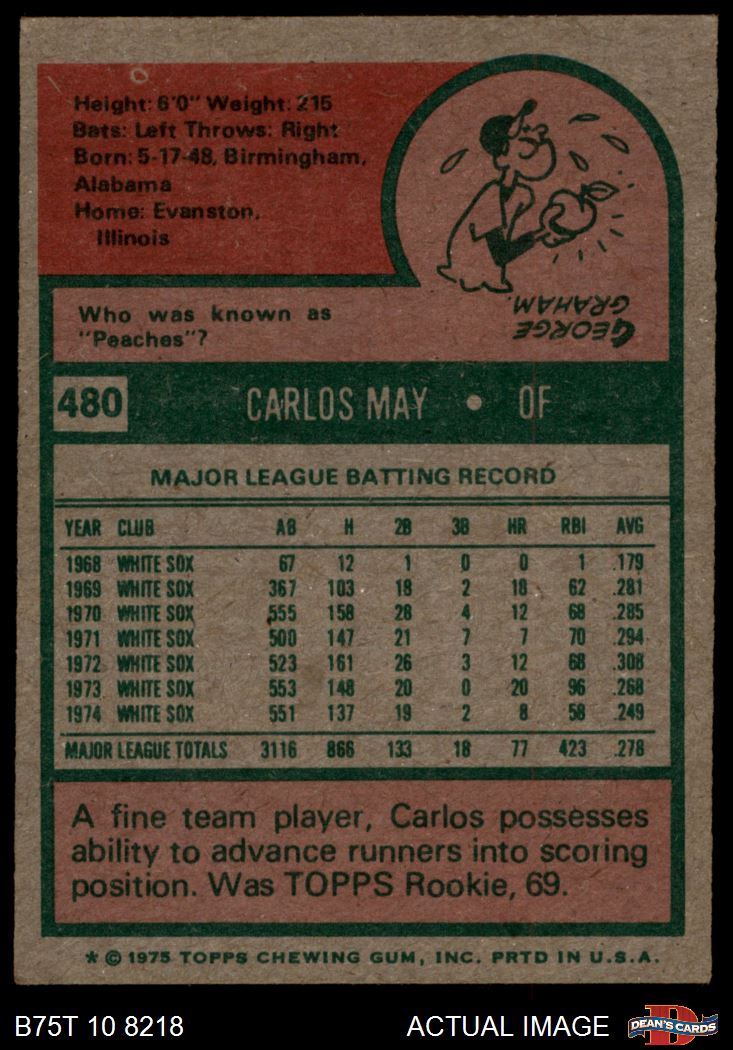 Height: 6'0" Weight: 215
Bats: Left Throws: Right
Born: 5-17-48, Birmingham,
Alabama
Home: Evanston,
Illinois
GEORGE
GRAHAM.
Who was known as
"Peaches"?
480 CARLOS MAY • OF
MAJOR LEAGUE BATTING RECORD
YEAR CLUB AB H 2B 3B HR RBI AVG
1968 WHITE SOX 67 12 1 0 0 1 .179
1969 WHITE SOX 367 103 18 2 18 62 .281
1970 WHITE SOX 555 158 28 4 12 68 .285
1971 WHITE SOX 500 147 21 7 7 70 .294
1972 WHITE SOX 523 161 26 3 12 68 .308
1973 WHITE SOX 553 148 20 0 20 96 .268
1974 WHITE SOX 551 137 19 2 8 58 .249
MAJOR LEAGUE TOTALS 3116 866 133 18 77 423 .278
A fine team player, Carlos possesses
ability to advance runners into scoring
position. Was TOPPS Rookie, 69.
* © 1975 TOPPS CHEWING GUM, INC. PRTD IN U.S.A.
B75T 10 8218 ACTUAL IMAGE D DEAN'S CARDS